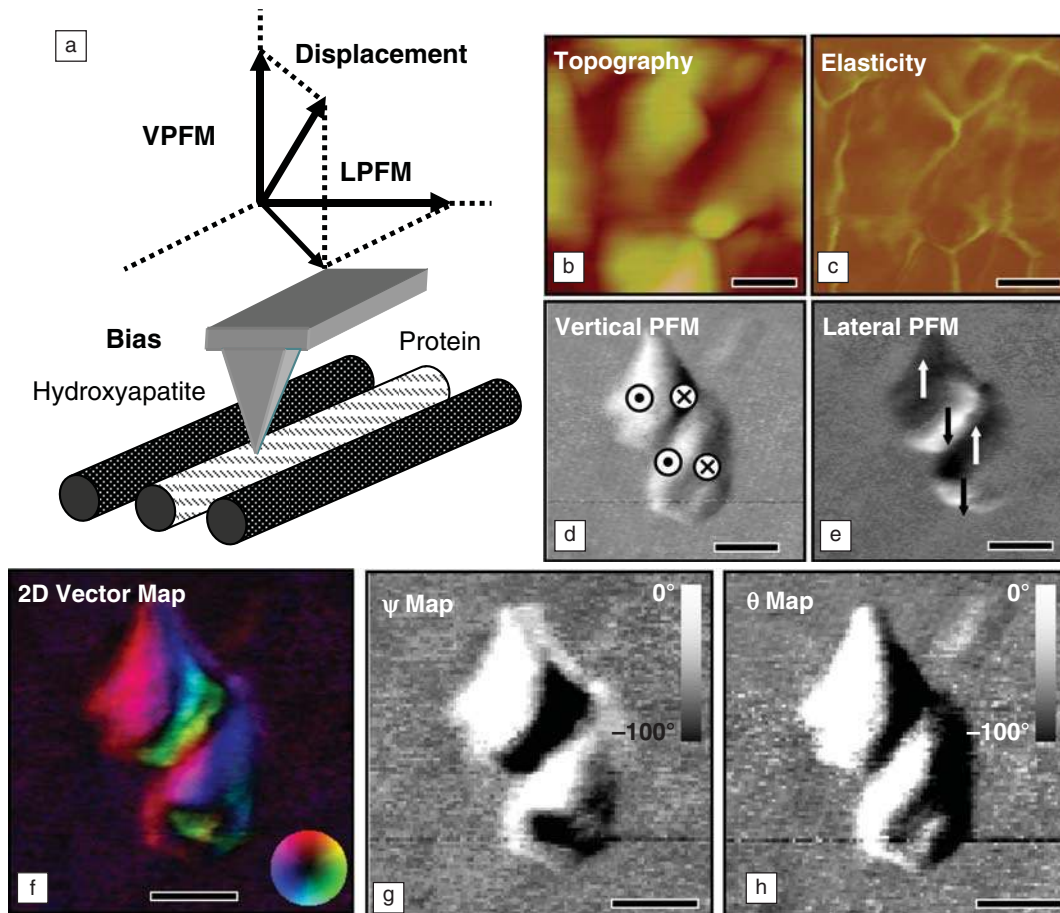 a
Displacement
VPFM
LPFM
Bias
Protein
Hydroxyapatite
Topography
b
Elasticity
c
Vertical PFM
d
Lateral PFM
e
2D Vector Map
f
ψ Map
0°
−100°
g
θ Map
0°
−100°
h